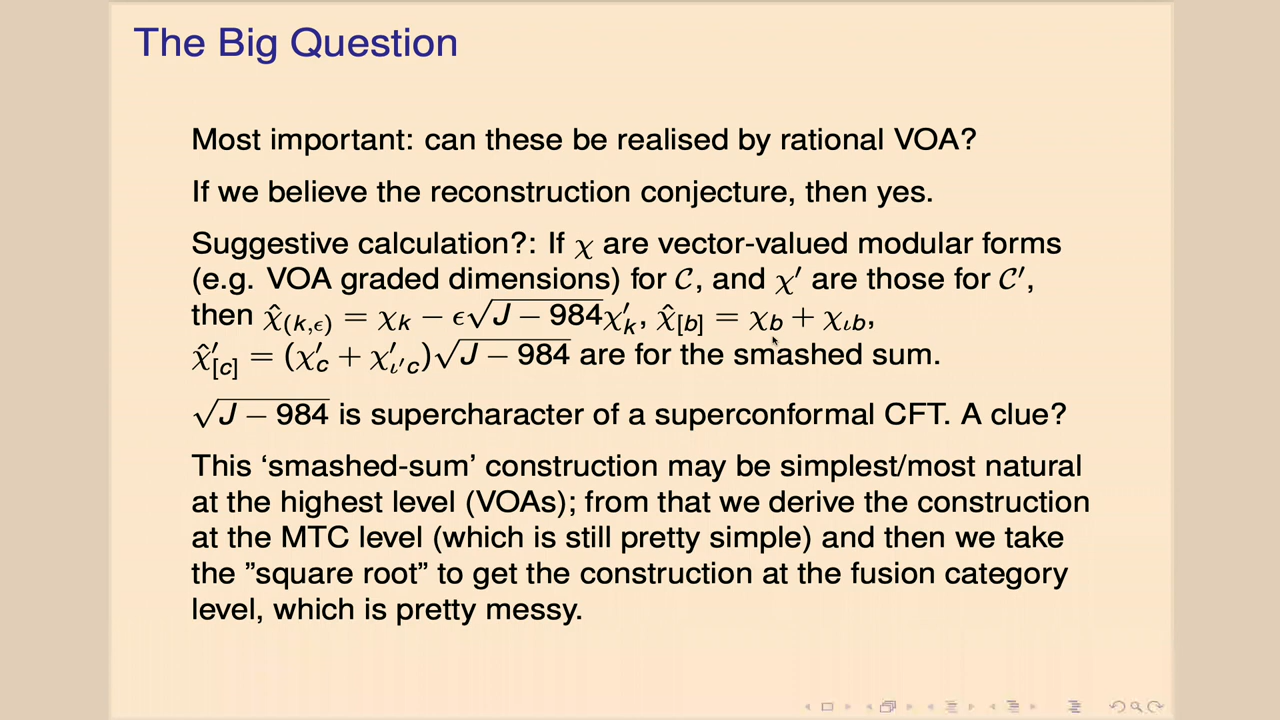 The Big Question
Most important: can these be realised by rational VOA?
If we believe the reconstruction conjecture, then yes.
Suggestive calculation?: If χ are vector-valued modular forms
(e.g. VOA graded dimensions) for 𝒞, and χ′ are those for 𝒞′,
then χ̂₍ₖ,ϵ₎ = χₖ − ϵ√(J − 984)χ′ₖ, χ̂_[b] = χ_b + χ_ιb,
χ̂′_[c] = (χ′_c + χ′_ι′c)√(J − 984) are for the smashed sum.
√(J − 984) is supercharacter of a superconformal CFT. A clue?
This ‘smashed-sum’ construction may be simplest/most natural
at the highest level (VOAs); from that we derive the construction
at the MTC level (which is still pretty simple) and then we take
the ”square root” to get the construction at the fusion category
level, which is pretty messy.